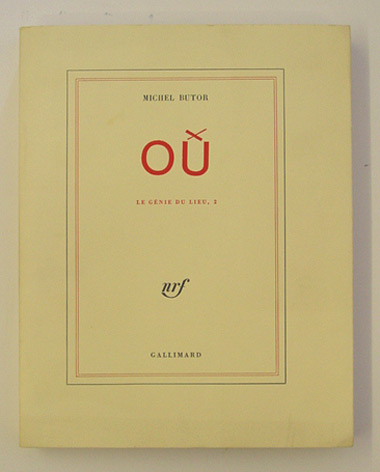 MICHEL BUTOR
OÙ
LE GÉNIE DU LIEU, 2
nrf
GALLIMARD